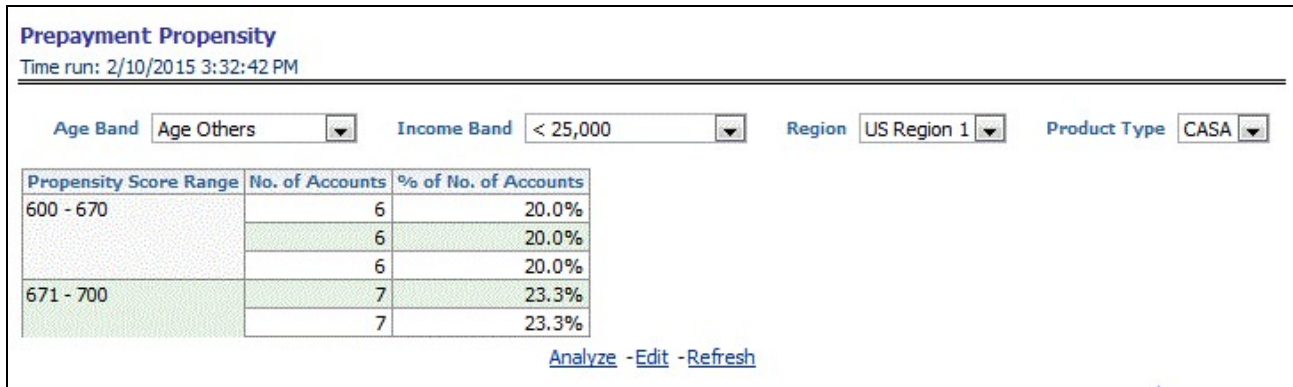 Prepayment Propensity
Time run: 2/10/2015 3:32:42 PM
Age Band Age Others Income Band < 25,000 Region US Region 1 Product Type CASA
Propensity Score Range No. of Accounts % of No. of Accounts
600 - 670 6 20.0%
6 20.0%
6 20.0%
671 - 700 7 23.3%
7 23.3%
Analyze - Edit - Refresh